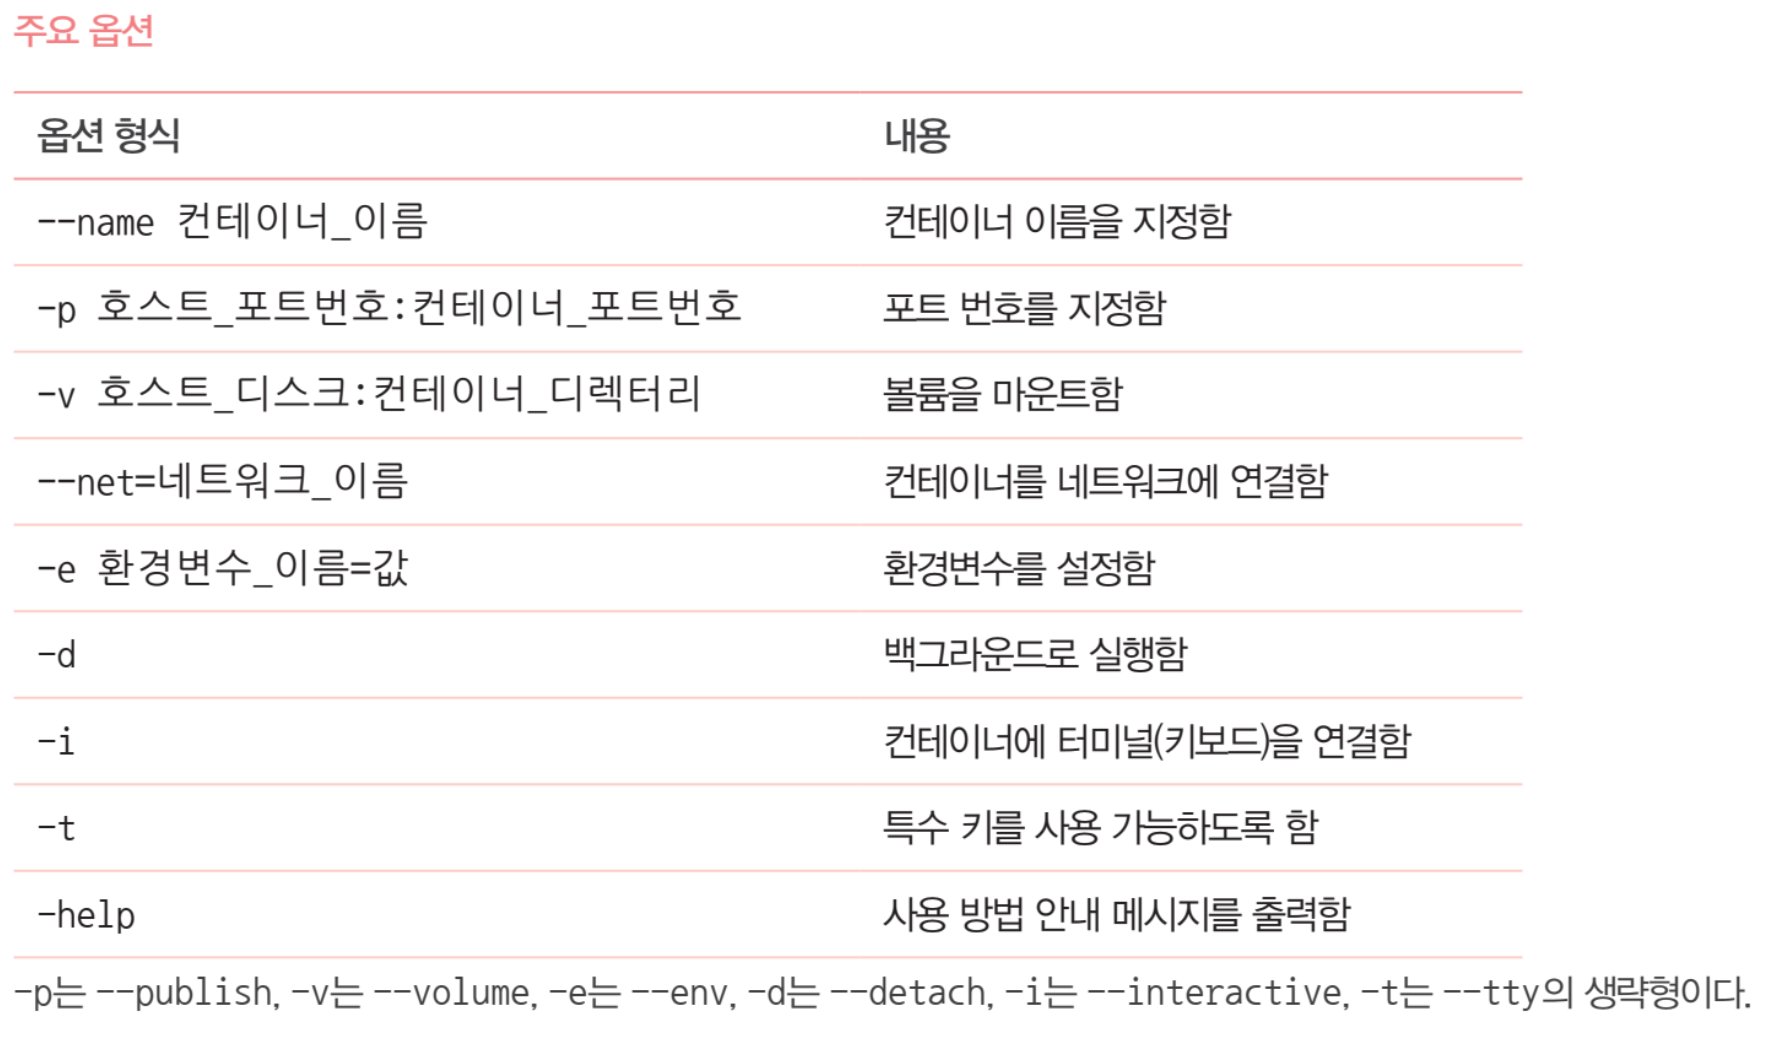 주요 옵션
옵션 형식 내용
--name 컨테이너_이름 컨테이너 이름을 지정함
-p 호스트_포트번호:컨테이너_포트번호 포트 번호를 지정함
-v 호스트_디스크:컨테이너_디렉터리 볼륨을 마운트함
--net=네트워크_이름 컨테이너를 네트워크에 연결함
-e 환경변수_이름=값 환경변수를 설정함
-d 백그라운드로 실행함
-i 컨테이너에 터미널(키보드)을 연결함
-t 특수 키를 사용 가능하도록 함
-help 사용 방법 안내 메시지를 출력함
-p는 --publish, -v는 --volume, -e는 --env, -d는 --detach, -i는 --interactive, -t는 --tty의 생략형이다.